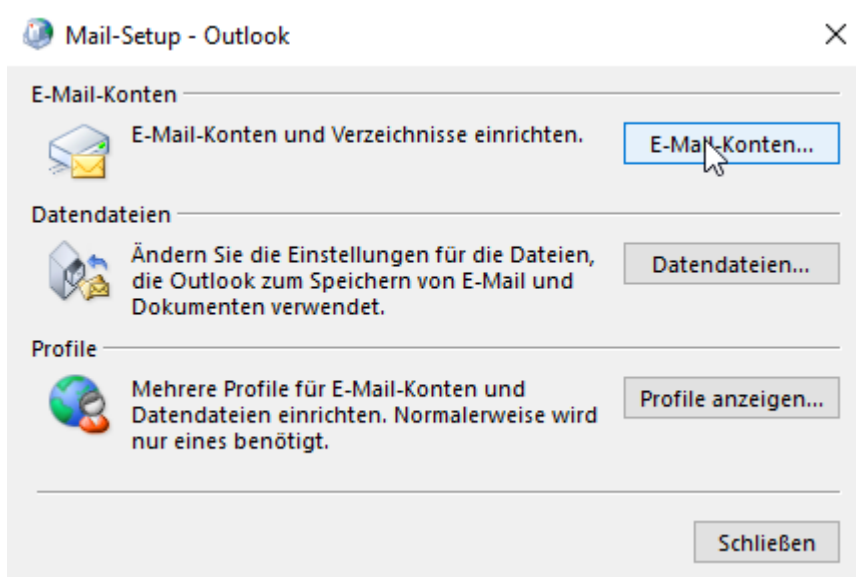 Mail-Setup - Outlook
E-Mail-Konten
E-Mail-Konten und Verzeichnisse einrichten.
E-Mail-Konten...
Datendateien
Ändern Sie die Einstellungen für die Dateien,
die Outlook zum Speichern von E-Mail und
Dokumenten verwendet.
Datendateien...
Profile
Mehrere Profile für E-Mail-Konten und
Datendateien einrichten. Normalerweise wird
nur eines benötigt.
Profile anzeigen...
Schließen